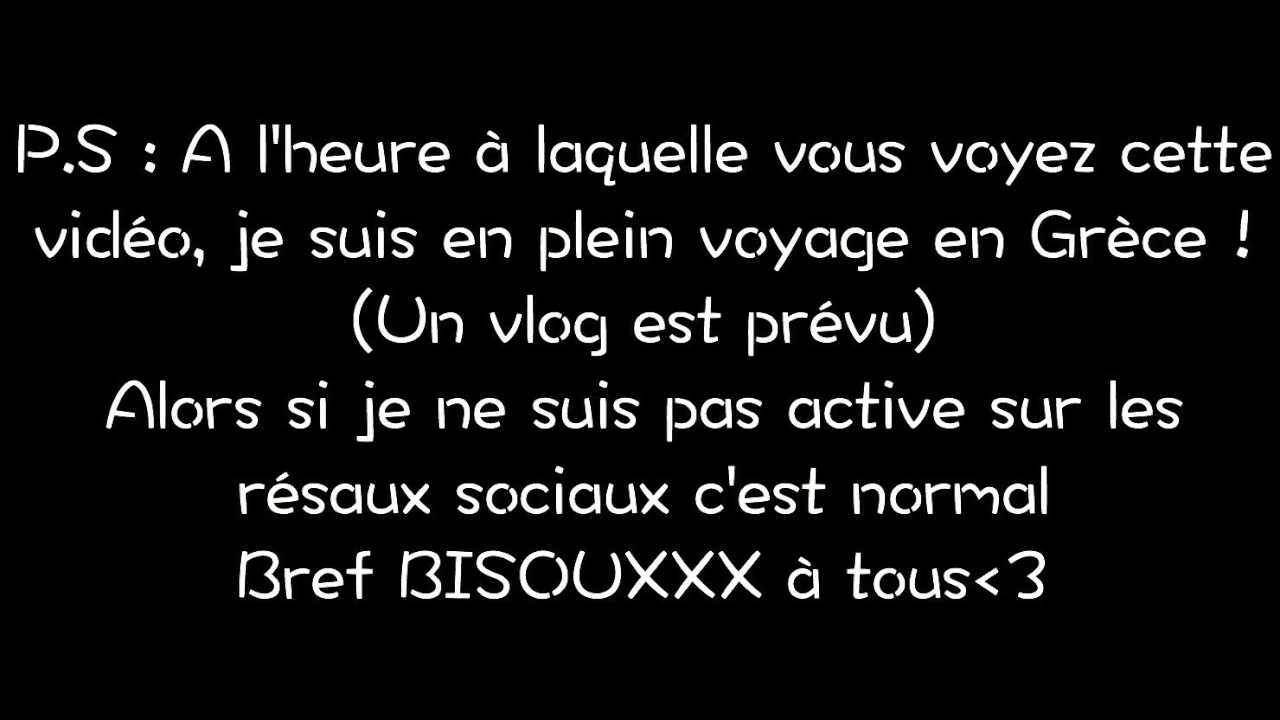 P.S : A l'heure à laquelle vous voyez cette
vidéo, je suis en plein voyage en Grèce !
(Un vlog est prévu)
Alors si je ne suis pas active sur les
résaux sociaux c'est normal
Bref BISOUXXX à tous<3